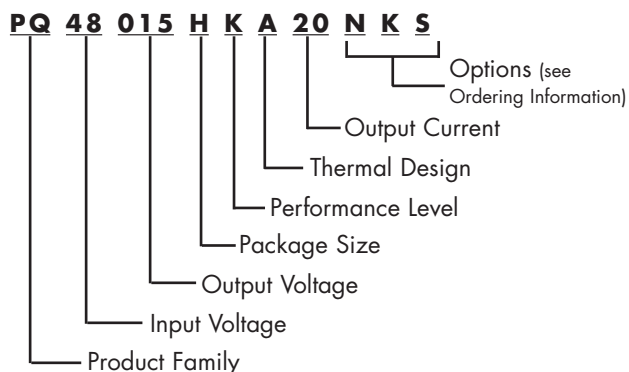 PQ 48 015 H K A 20 N K S
Options (see
Ordering Information)
Output Current
Thermal Design
Performance Level
Package Size
Output Voltage
Input Voltage
Product Family